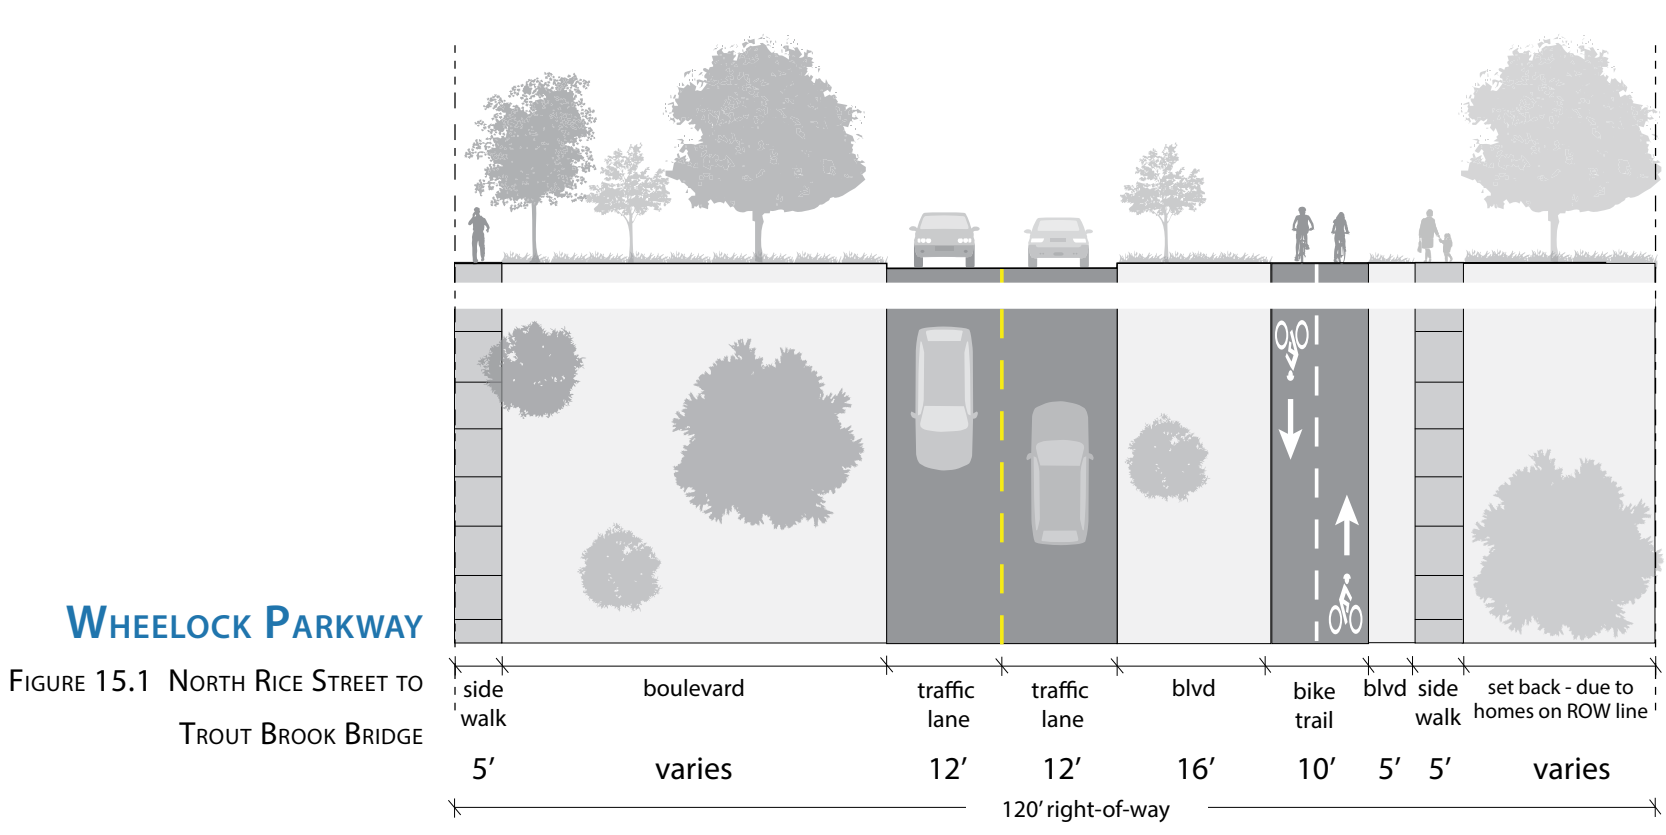 Wheelock Parkway
Figure 15.1 North Rice Street to
Trout Brook Bridge
side
walk
boulevard
traffic
lane
traffic
lane
blvd
bike
trail
blvd
side
walk
set back - due to
homes on ROW line
5’
varies
12’
12’
16’
10’
5’
5’
varies
120’ right-of-way